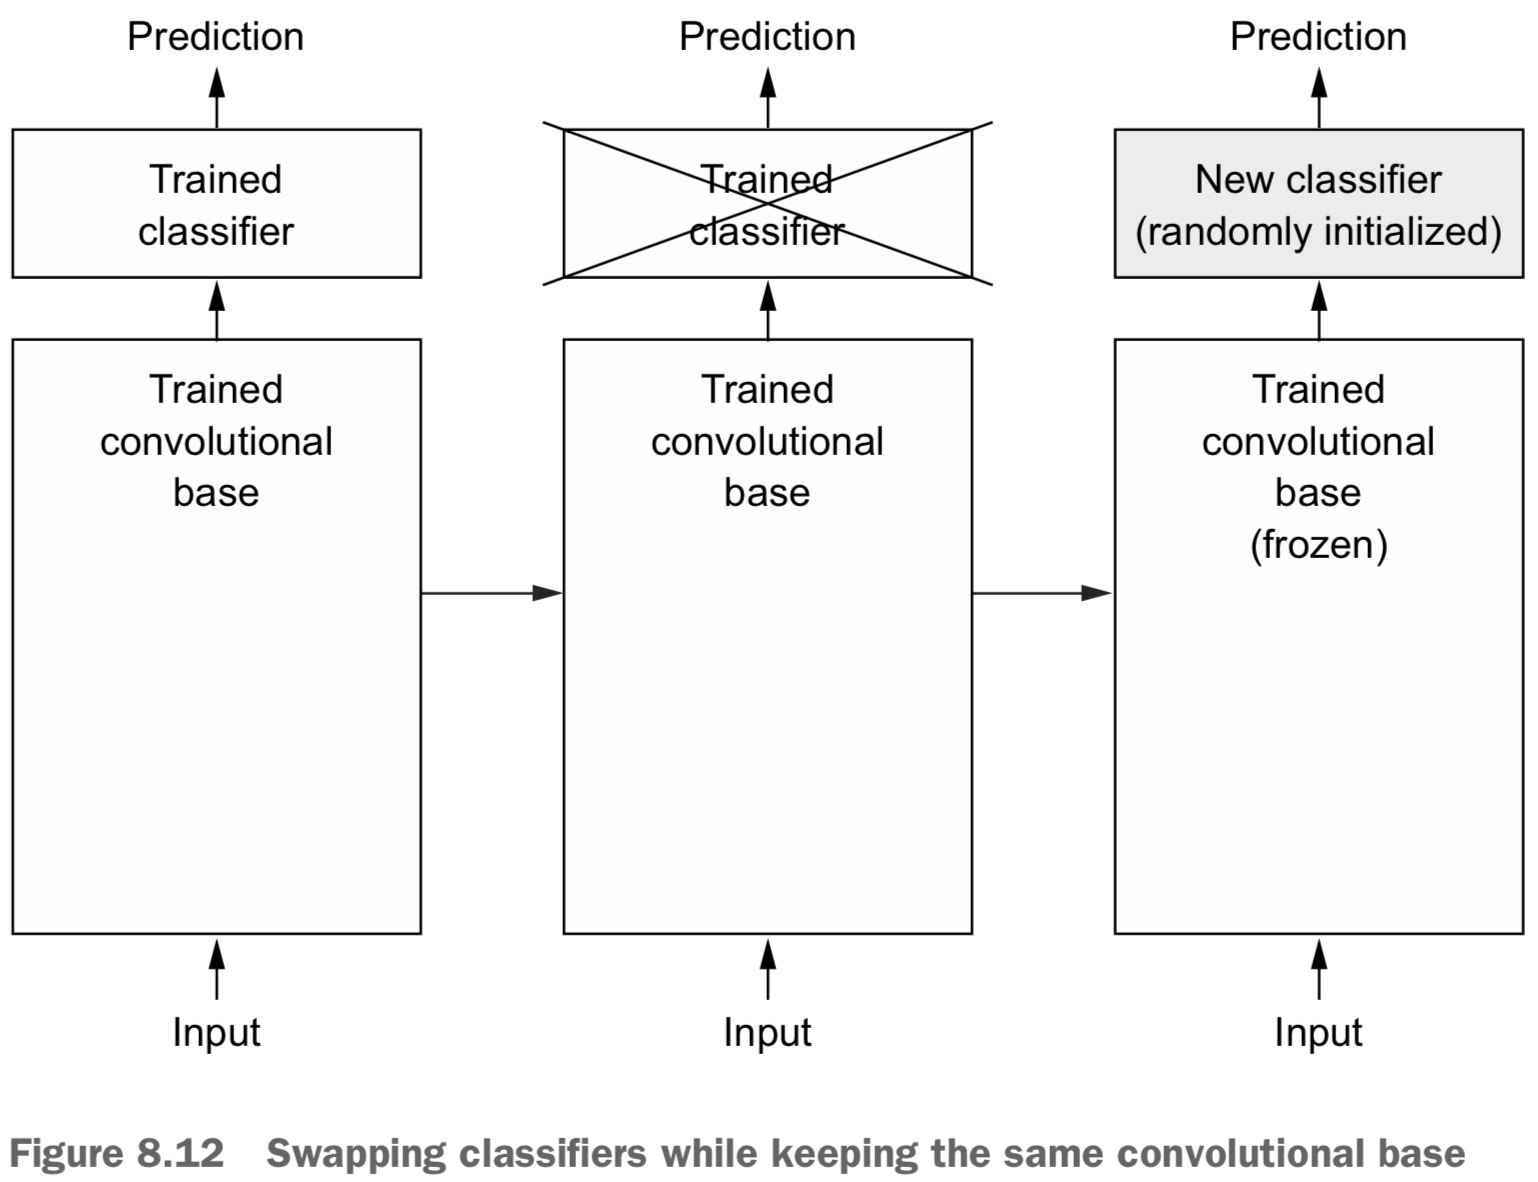 Prediction
Trained
classifier
Trained
convolutional
base
Input
Prediction
Trained
classifier
Trained
convolutional
base
Input
Prediction
New classifier
(randomly initialized)
Trained
convolutional
base
(frozen)
Input
Figure 8.12 Swapping classifiers while keeping the same convolutional base